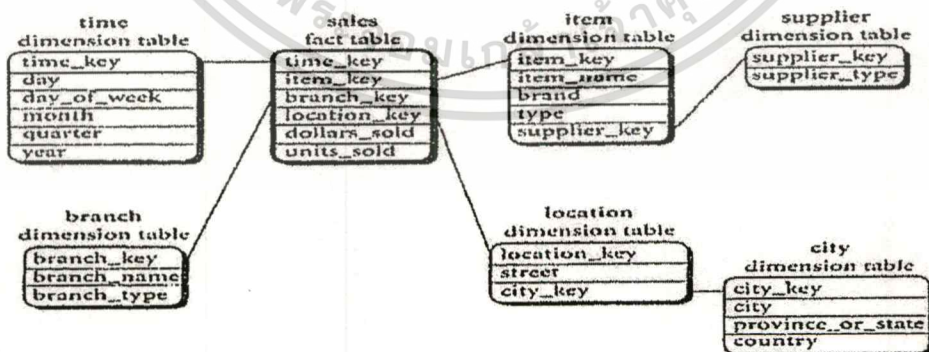 time
dimension table
time_key
day
day_of_week
month
quarter
year
sales
fact table
time_key
item_key
branch_key
location_key
dollars_sold
units_sold
item
dimension table
item_key
item_name
brand
type
supplier_key
supplier
dimension table
supplier_key
supplier_type
branch
dimension table
branch_key
branch_name
branch_type
location
dimension table
location_key
street
city_key
city
dimension table
city_key
city
province_or_state
country